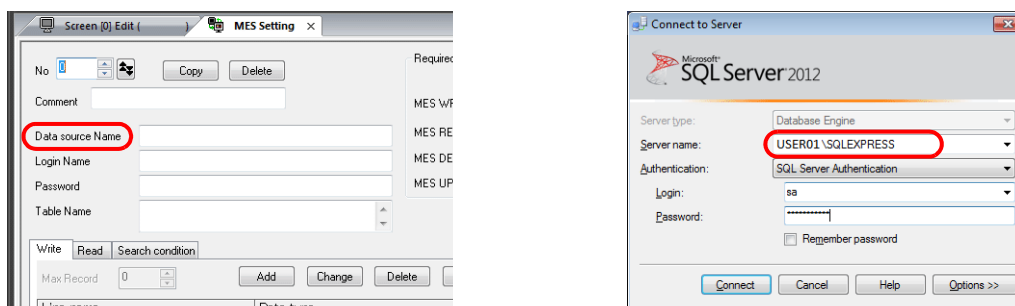 Screen [0] Edit ( ) MES Setting ×
No 0 Copy Delete
Comment
Data source Name
Login Name
Password
Table Name
Write Read Search condition
Max Record 0 Add Change Delete
Required
MES WR
MES RE
MES DE
MES UP
Connect to Server
Microsoft
SQL Server 2012
Server type: Database Engine
Server name: USER01\SQLEXPRESS
Authentication: SQL Server Authentication
Login: sa
Password: ***********
Remember password
Connect Cancel Help Options >>